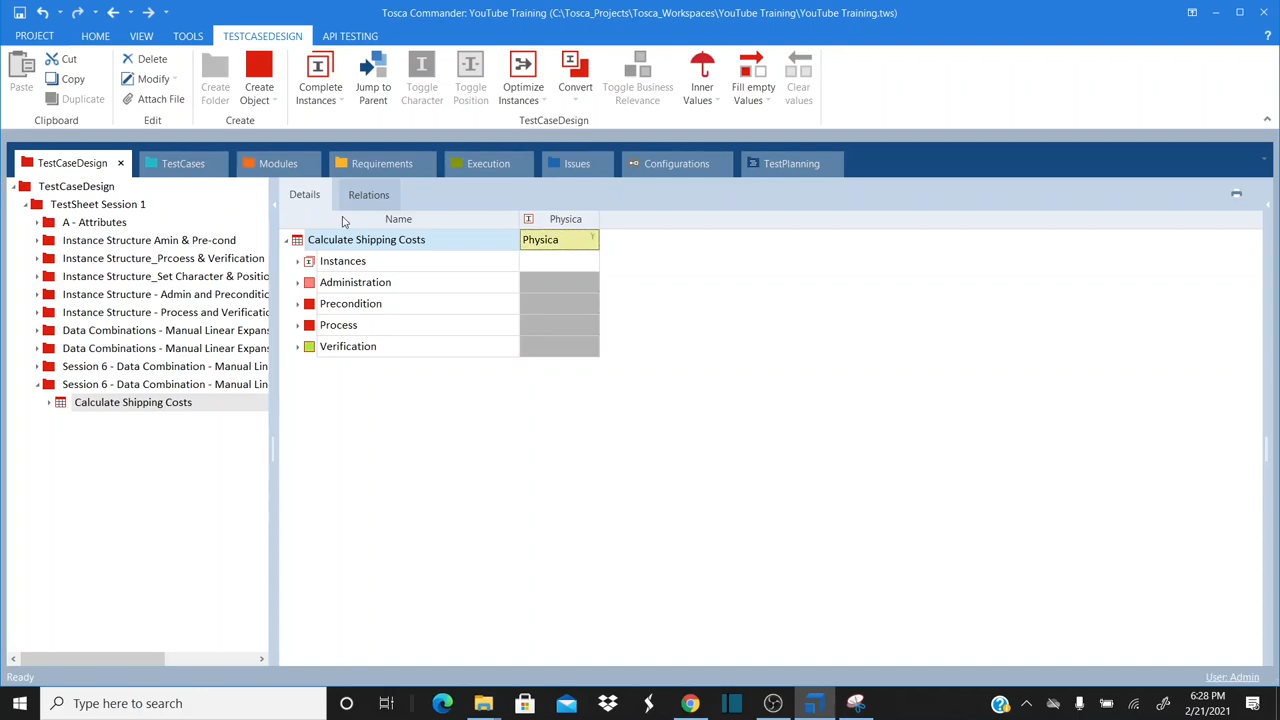 Tosca Commander: YouTube Training (C:\Tosca_Projects\Tosca_Workspaces\YouTube Training\YouTube Training.tws)
PROJECT HOME VIEW TOOLS TESTCASEDESIGN API TESTING
Paste Cut Copy Duplicate
Clipboard
Delete Modify Attach File
Edit
Create Folder Create Object
Create
Complete Instances Jump to Parent Toggle Character Toggle Position Optimize Instances Convert Toggle Business Relevance Inner Values Fill empty Values Clear values
TestCaseDesign
TestCaseDesign TestCases Modules Requirements Execution Issues Configurations TestPlanning
TestCaseDesign
TestSheet Session 1
A - Attributes
Instance Structure Amin & Pre-cond
Instance Structure_Prcoess & Verification
Instance Structure_Set Character & Positio
Instance Structure - Admin and Preconditic
Instance Structure - Process and Verificatic
Data Combinations - Manual Linear Expans
Data Combinations - Manual Linear Expans
Session 6 - Data Combination - Manual Lin
Session 6 - Data Combination - Manual Lin
Calculate Shipping Costs
Details Relations
Name Physica
Calculate Shipping Costs Physica
Instances
Administration
Precondition
Process
Verification
Ready User: Admin
Type here to search
6:28 PM
2/21/2021